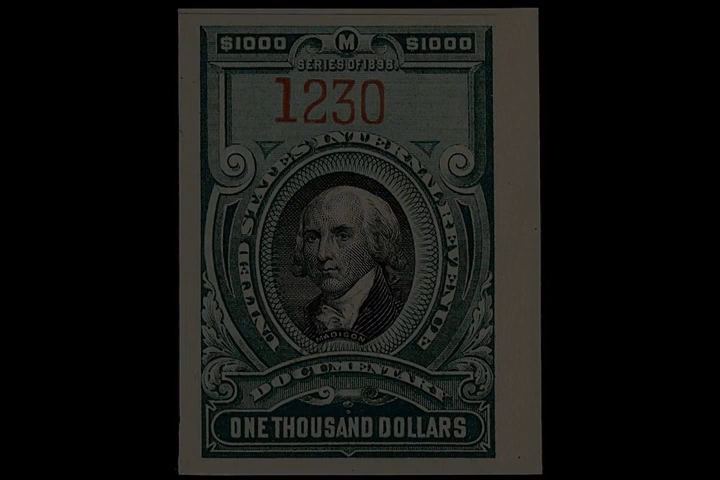 $1000 M $1000
SERIES OF 1898.
1230
UNITED STATES INTERNAL REVENUE
MADISON
DOCUMENTARY
ONE THOUSAND DOLLARS